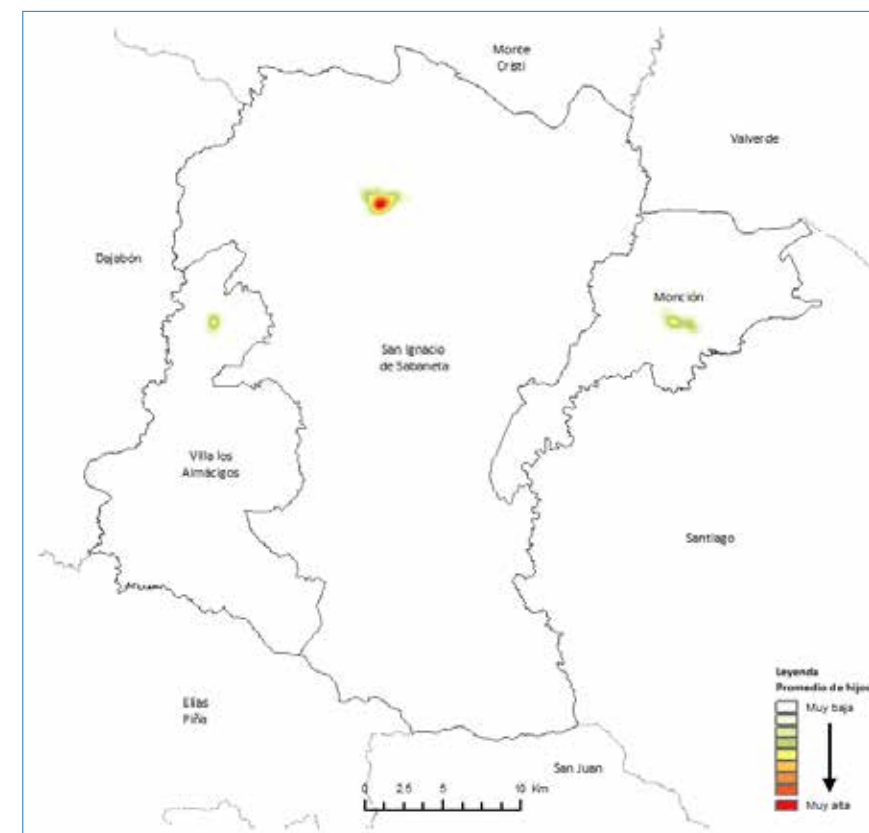 Monte
Cristi
Valverde
Dajabón
Monción
San Ignacio
de Sabaneta
Villa los
Almácigos
Santiago
Elías
Piña
San Juan
Leyenda
Promedio de hijos
Muy baja
Muy alta
0 2.5 5 10 Km